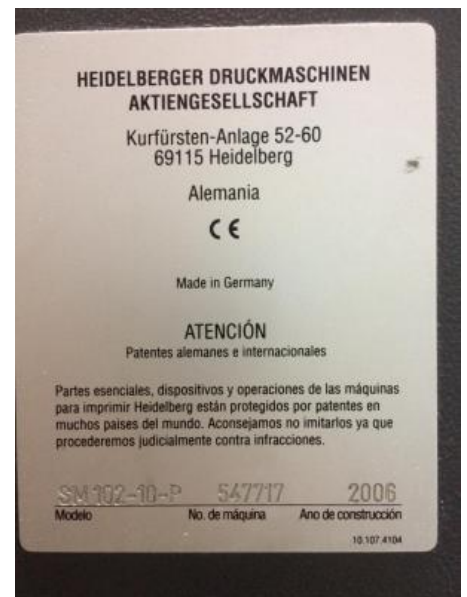 HEIDELBERGER DRUCKMASCHINEN
AKTIENGESELLSCHAFT
Kurfürsten-Anlage 52-60
69115 Heidelberg
Alemania
CE
Made in Germany
ATENCIÓN
Patentes alemanes e internacionales
Partes esenciales, dispositivos y operaciones de las máquinas
para imprimir Heidelberg están protegidos por patentes en
muchos paises del mundo. Aconsejamos no imitarlos ya que
procederemos judicialmente contra infracciones.
SM 102-10-P 547717 2006
Modelo No. de máquina Ano de construcción
10.107.4104